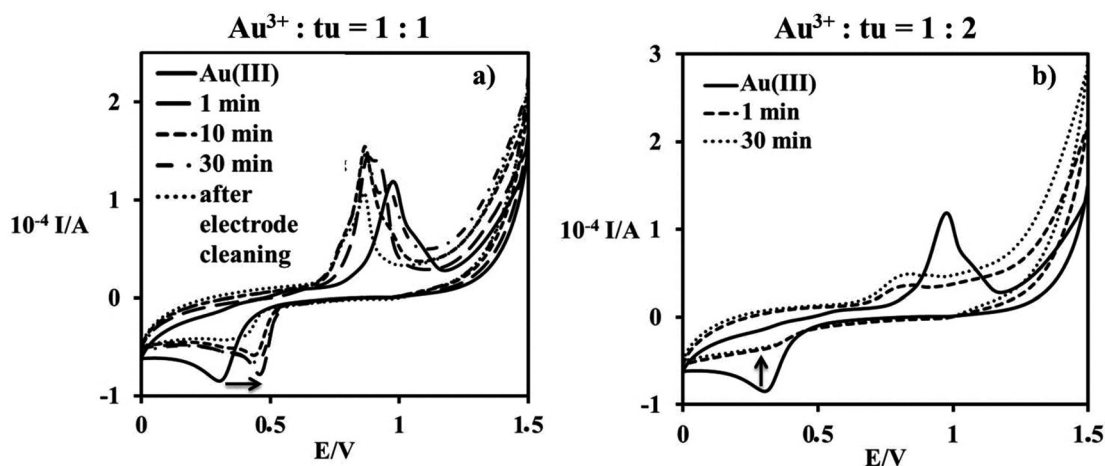 Au³⁺ : tu = 1 : 1
a)
Au(III)
1 min
10 min
30 min
after
electrode
cleaning
10⁻⁴ I/A
2
1
0
-1
0
0.5
1
1.5
E/V
Au³⁺ : tu = 1 : 2
b)
Au(III)
1 min
30 min
10⁻⁴ I/A
3
2
1
0
-1
0
0.5
1
1.5
E/V